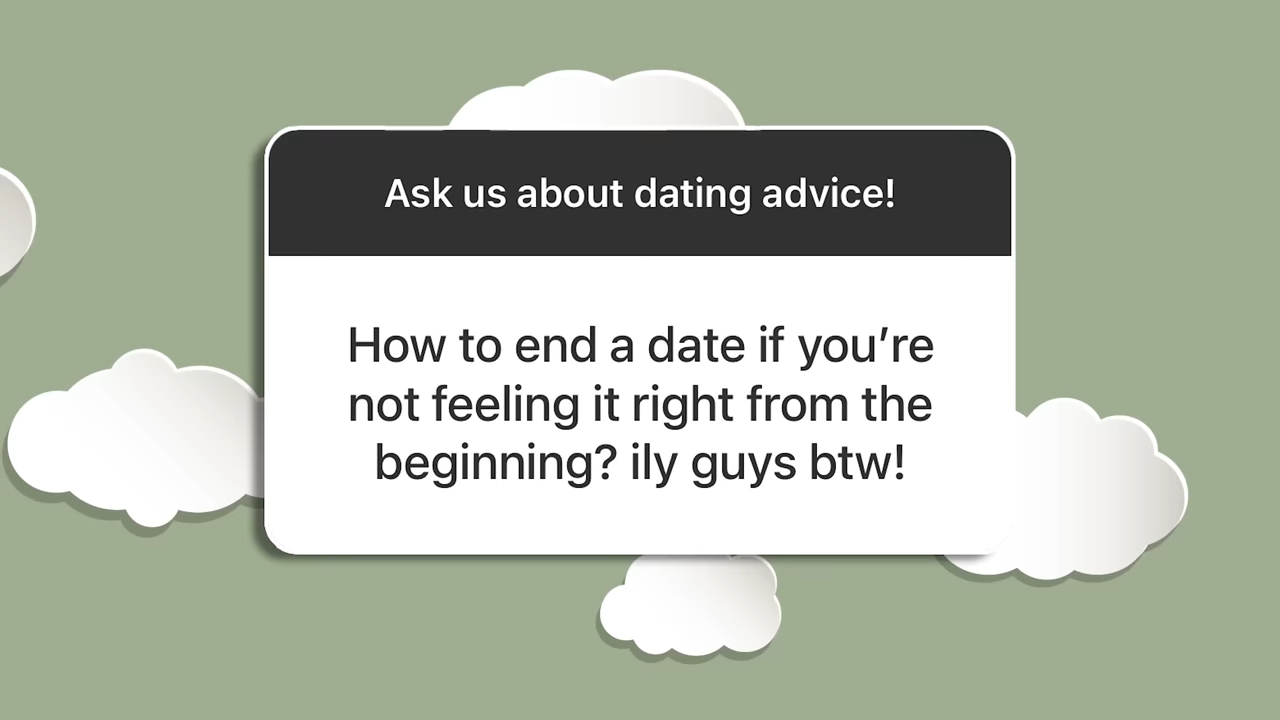 Ask us about dating advice!
How to end a date if you’re
not feeling it right from the
beginning? ily guys btw!